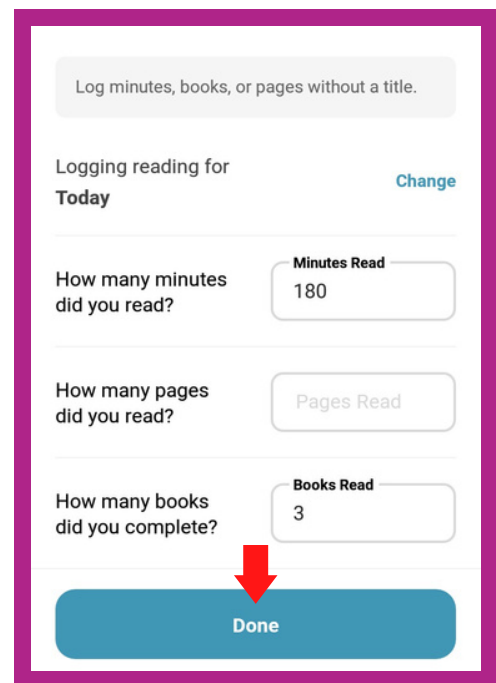 Log minutes, books, or pages without a title.
Logging reading for
Today
Change
How many minutes
did you read?
Minutes Read
180
How many pages
did you read?
Pages Read
How many books
did you complete?
Books Read
3
Done